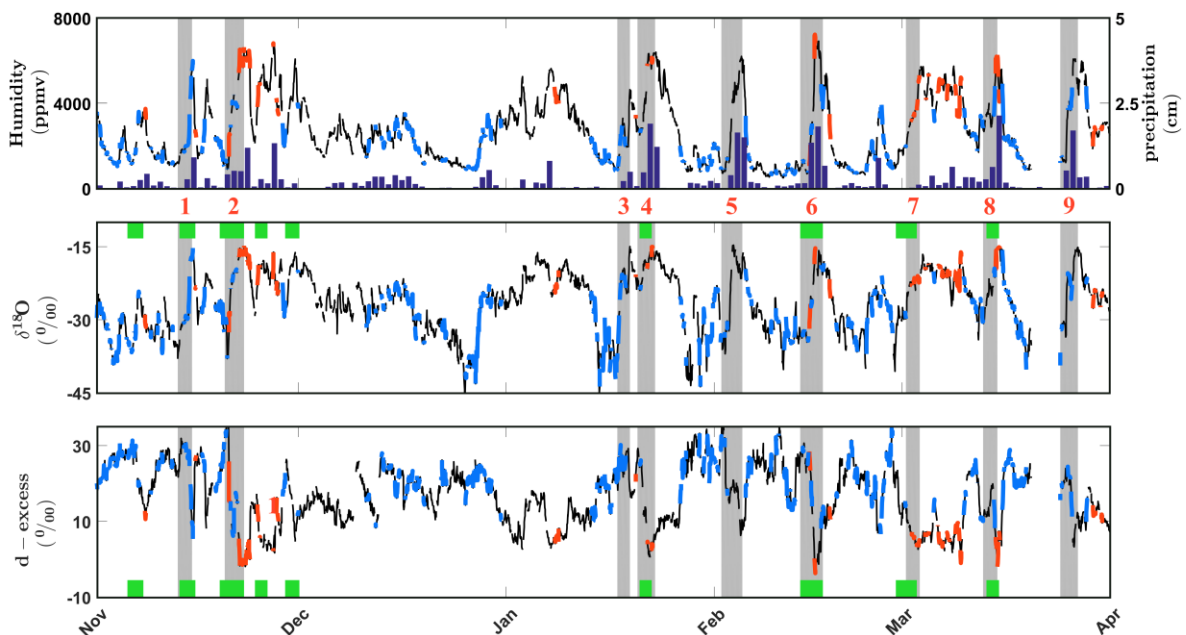 8000
4000
0
Humidity
(ppmv)
5
2.5
0
precipitation
(cm)
1 2 3 4 5 6 7 8 9
-15
-30
-45
δ¹⁸O
(⁰/₀₀)
30
10
-10
d – excess
(⁰/₀₀)
Nov Dec Jan Feb Mar Apr